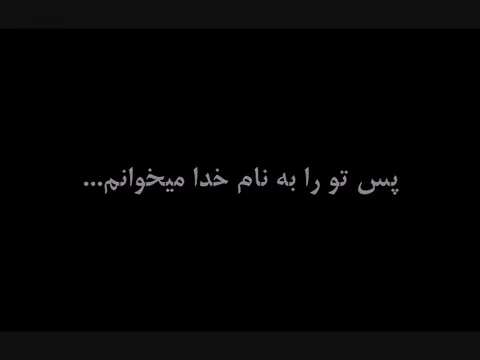 پس تو را به نام خدا میخوانم...